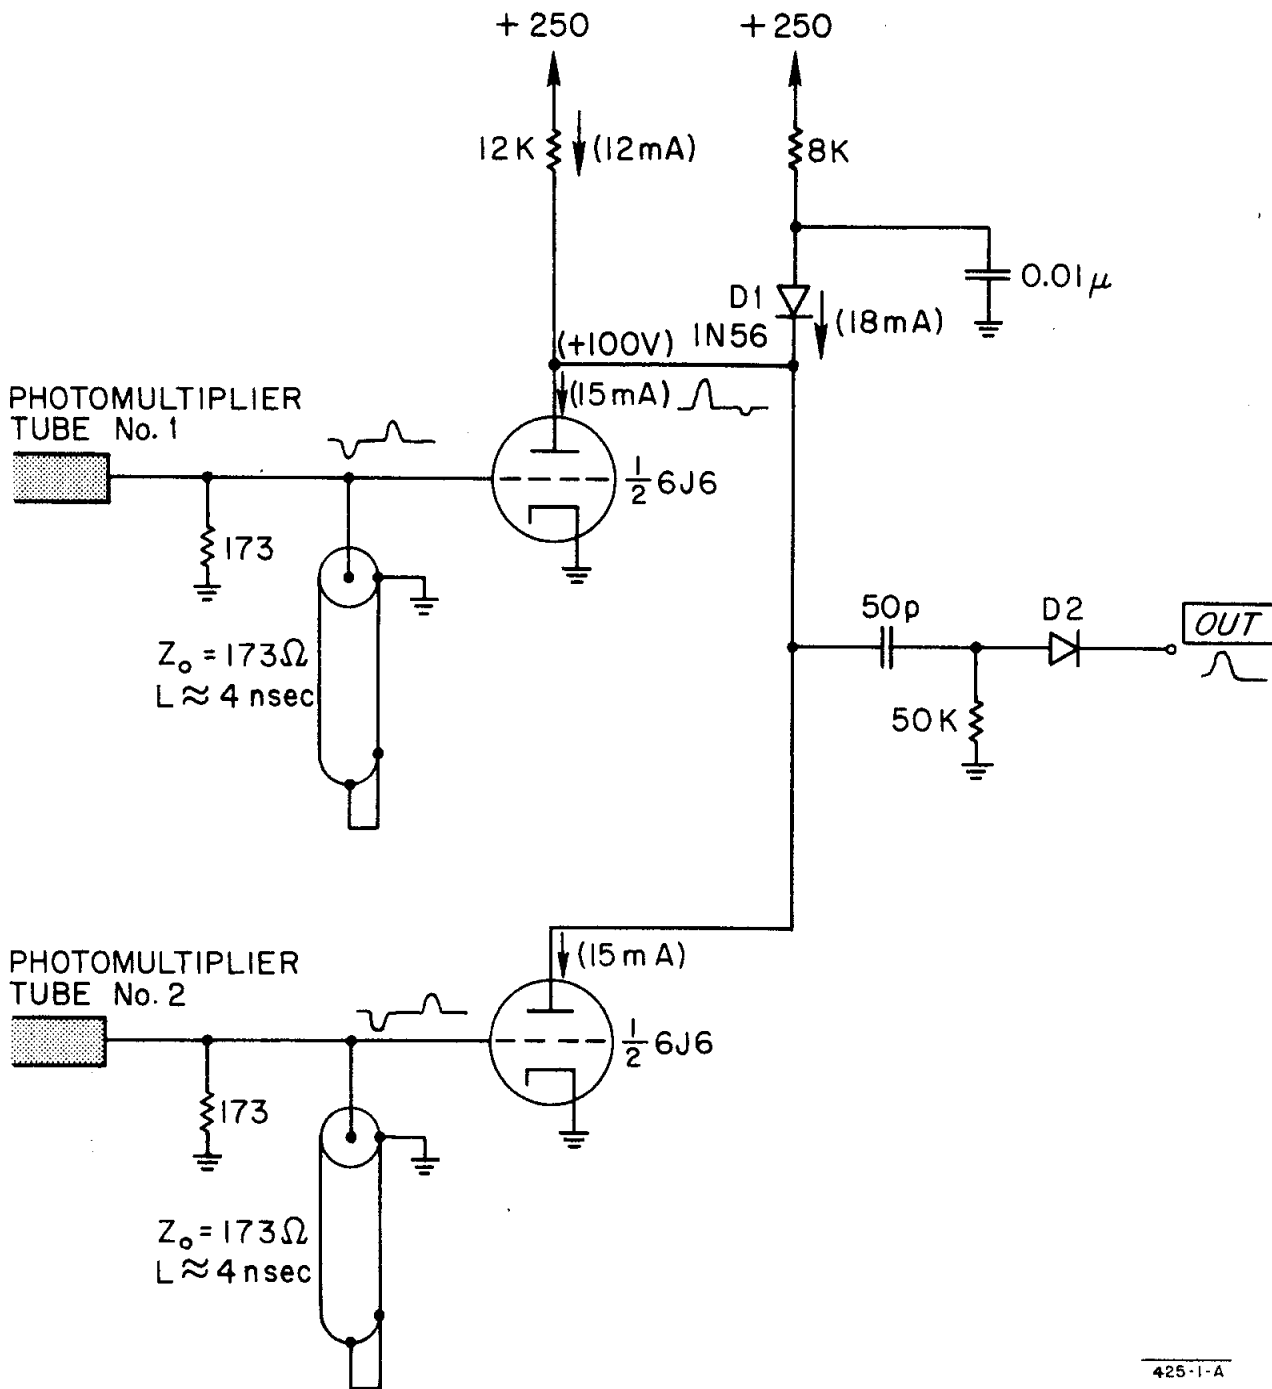 +250
+250
12K
(12mA)
8K
0.01μ
D1
1N56
(18mA)
(+100V)
(15mA)
PHOTOMULTIPLIER
TUBE No. 1
1/2 6J6
173
Z₀ = 173Ω
L ≈ 4 nsec
50p
D2
OUT
50K
PHOTOMULTIPLIER
TUBE No. 2
(15mA)
1/2 6J6
173
Z₀ = 173Ω
L ≈ 4 nsec
425-1-A